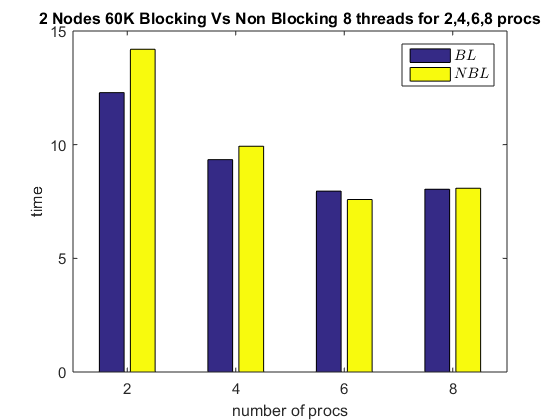 2 Nodes 60K Blocking Vs Non Blocking 8 threads for 2,4,6,8 procs
15
10
5
0
time
BL
NBL
2 4 6 8
number of procs